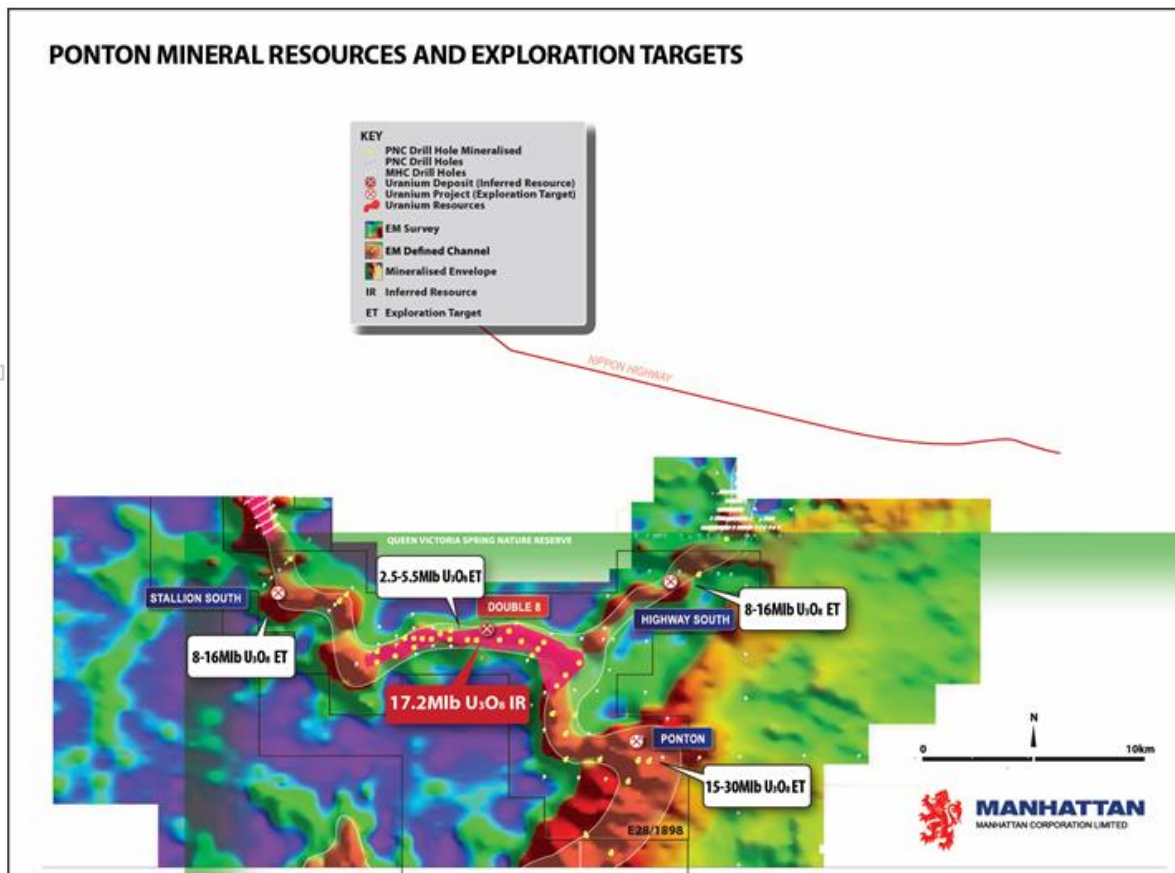 PONTON MINERAL RESOURCES AND EXPLORATION TARGETS
KEY
PNC Drill Hole Mineralised
PNC Drill Holes
MHC Drill Holes
Uranium Deposit (Inferred Resource)
Uranium Project (Exploration Target)
Uranium Resources
EM Survey
EM Defined Channel
Mineralised Envelope
IR Inferred Resource
ET Exploration Target
NIPPON HIGHWAY
QUEEN VICTORIA SPRING NATURE RESERVE
2.5-5.5Mlb U₃O₈ ET
STALLION SOUTH
DOUBLE 8
HIGHWAY SOUTH
8-16Mlb U₃O₈ ET
8-16Mlb U₃O₈ ET
17.2Mlb U₃O₈ IR
PONTON
15-30Mlb U₃O₈ ET
N
0 10km
E28/1898
MANHATTAN
MANHATTAN CORPORATION LIMITED